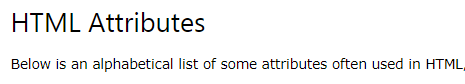 HTML Attributes
Below is an alphabetical list of some attributes often used in HTML,